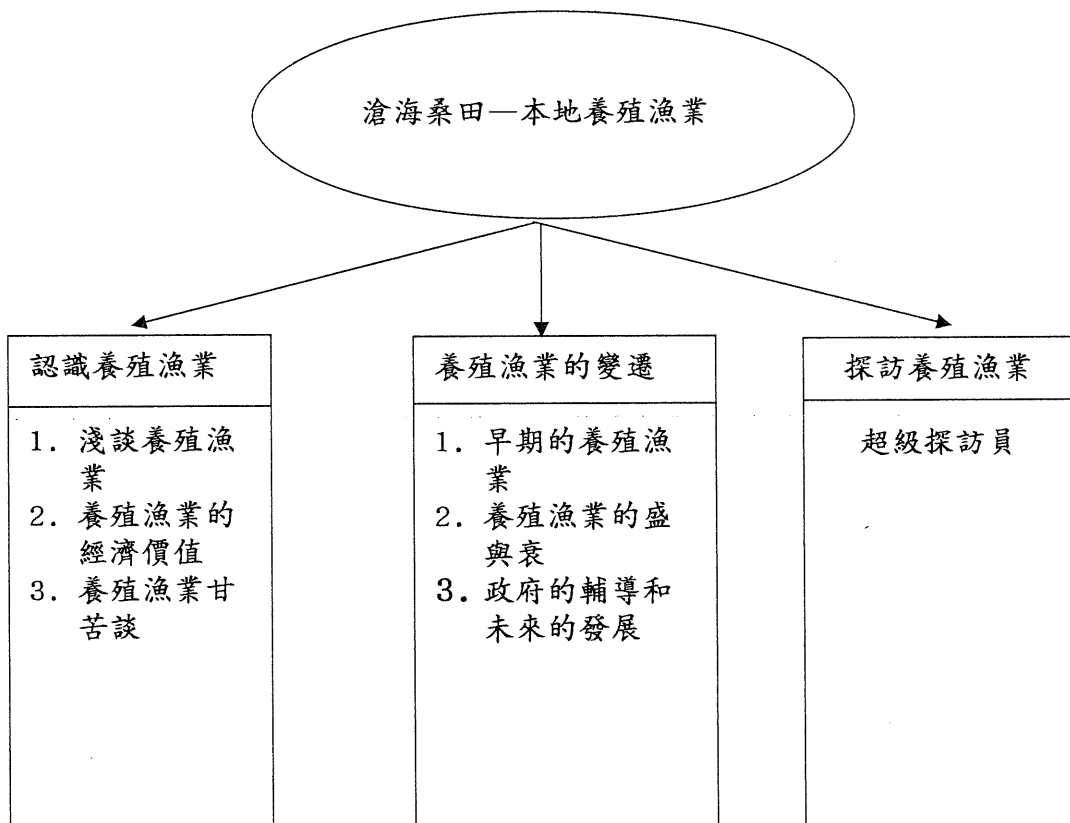 滄海桑田—本地養殖漁業
認識養殖漁業
1. 淺談養殖漁
業
2. 養殖漁業的
經濟價值
3. 養殖漁業甘
苦談
養殖漁業的變遷
1. 早期的養殖漁
業
2. 養殖漁業的盛
與衰
3. 政府的輔導和
未來的發展
探訪養殖漁業
超級探訪員